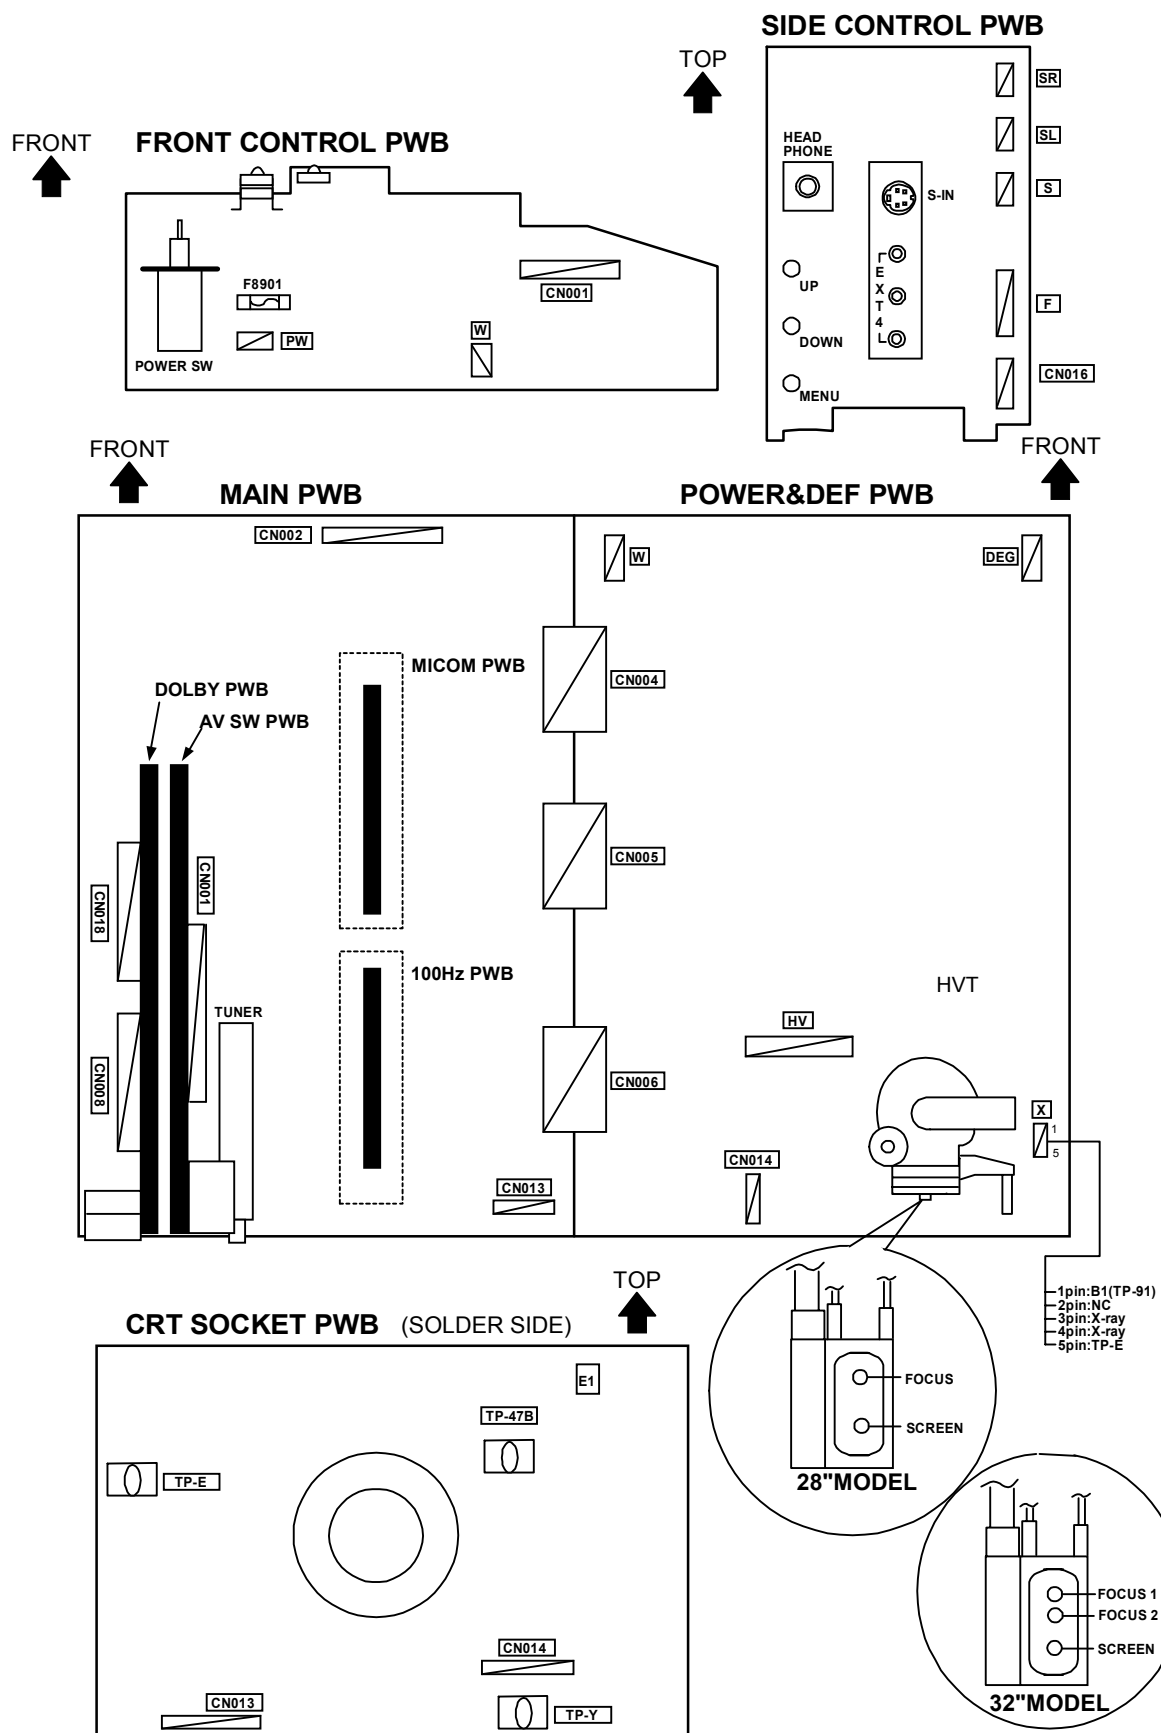 SIDE CONTROL PWB
TOP
SR
SL
S
F
CN016
HEAD
PHONE
S-IN
E
X
T
4
UP
DOWN
MENU
FRONT
FRONT CONTROL PWB
F8901
PW
POWER SW
CN001
W
FRONT
MAIN PWB
POWER&DEF PWB
FRONT
CN002
W
DEG
MICOM PWB
CN004
DOLBY PWB
AV SW PWB
CN005
CN018
CN001
100Hz PWB
HVT
TUNER
HV
CN008
CN006
X
1
5
CN014
CN013
1pin:B1(TP-91)
2pin:NC
3pin:X-ray
4pin:X-ray
5pin:TP-E
TOP
CRT SOCKET PWB (SOLDER SIDE)
E1
TP-47B
TP-E
CN014
CN013
TP-Y
FOCUS
SCREEN
28"MODEL
FOCUS 1
FOCUS 2
SCREEN
32"MODEL